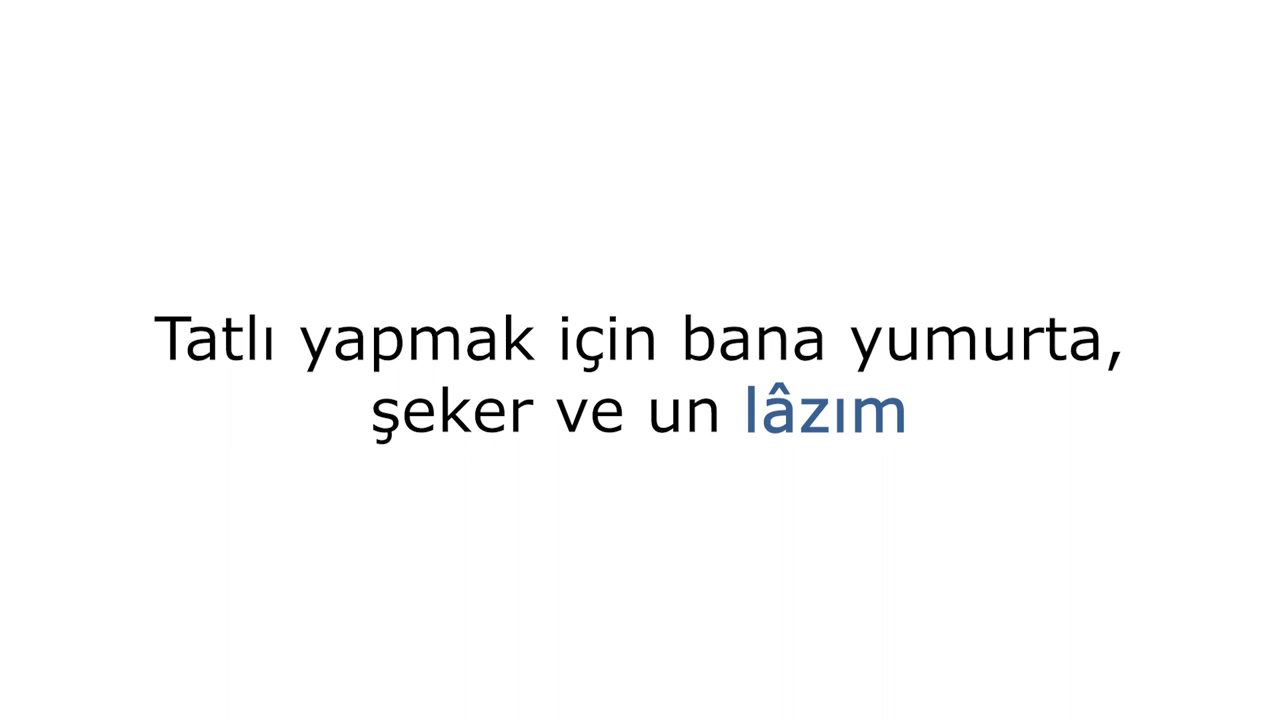 Tatlı yapmak için bana yumurta,
şeker ve un lâzım